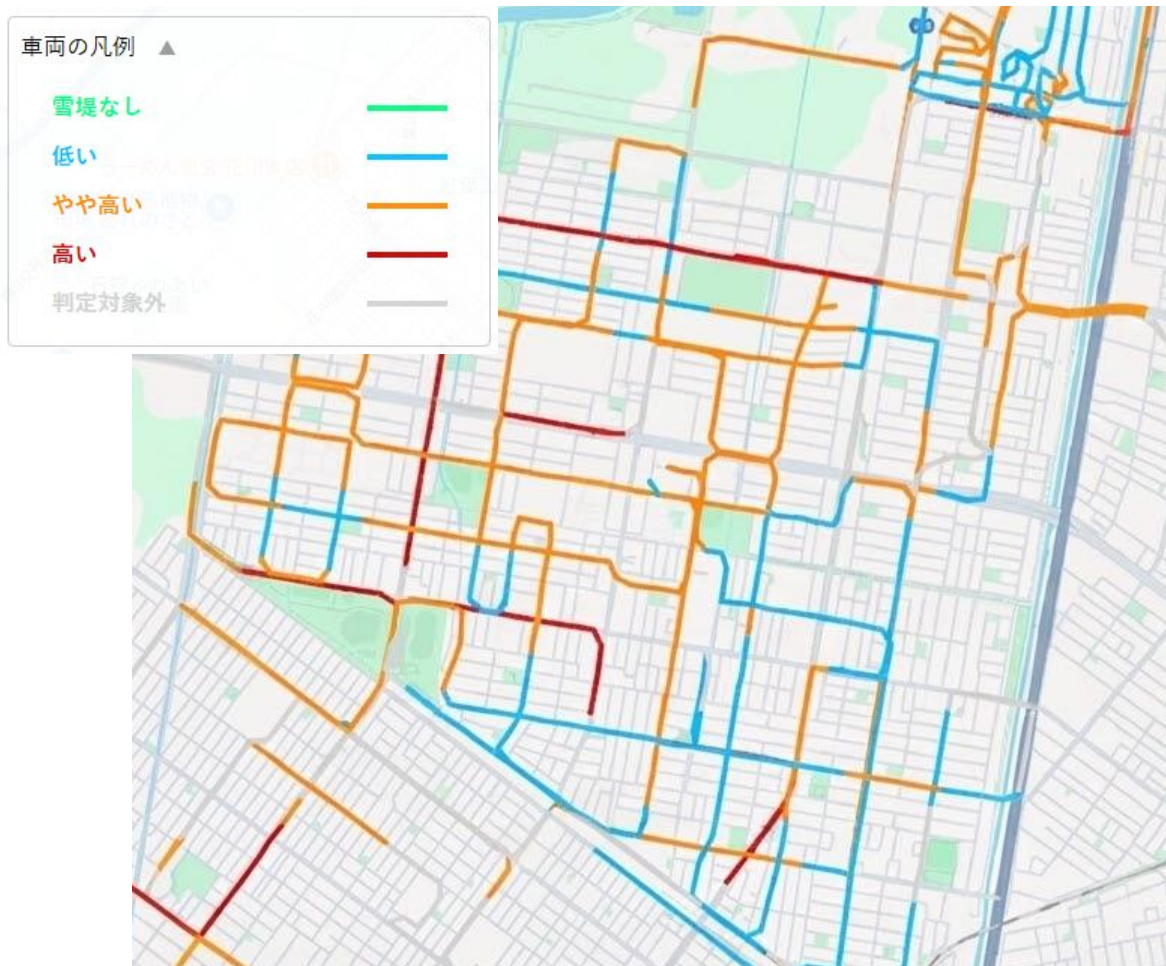 車両の凡例 ▲
雪堤なし
低い
やや高い
高い
判定対象外